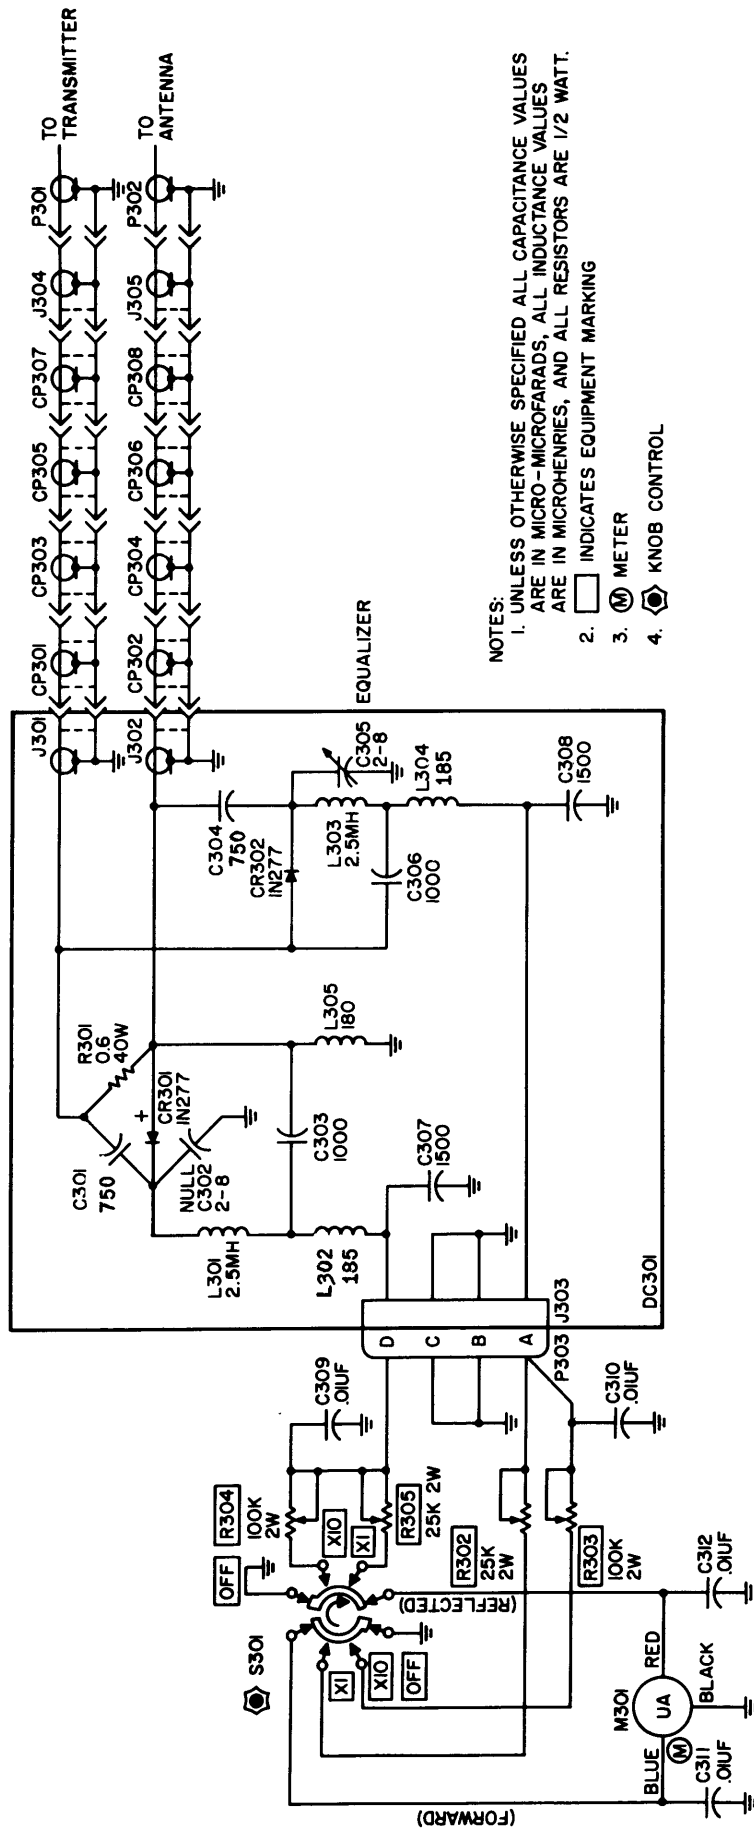 TO
TRANSMITTER
TO
ANTENNA
P301
J304
CP307
CP305
CP303
CP301
J301
P302
J305
CP308
CP306
CP304
CP302
J302
EQUALIZER
NOTES:
1. UNLESS OTHERWISE SPECIFIED ALL CAPACITANCE VALUES
ARE IN MICRO-MICROFARADS, ALL INDUCTANCE VALUES
ARE IN MICROHENRIES, AND ALL RESISTORS ARE 1/2 WATT.
2. INDICATES EQUIPMENT MARKING
3. M METER
4. KNOB CONTROL
R301
0.6
40W
C301
750
+
CR301
1N277
NULL
C302
2-8
L301
2.5MH
C303
1000
L305
180
L302
185
C307
1500
C304
750
CR302
1N277
C305
2-8
L303
2.5MH
C306
1000
L304
185
C308
1500
DC301
J303
P303
D
C
B
A
C309
.01UF
C310
.01UF
R304
100K
2W
R305
25K 2W
R302
25K
2W
R303
100K
2W
S301
OFF
X10
X1
X1
X10
OFF
(REFLECTED)
(FORWARD)
M301
UA
M
RED
BLACK
BLUE
C312
.01UF
C311
.01UF